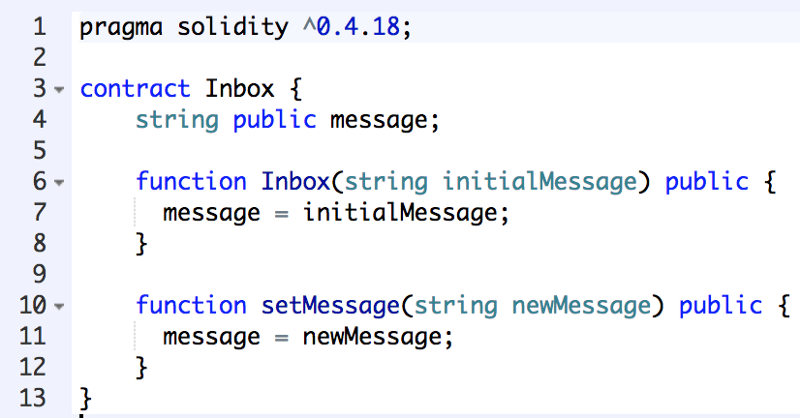 1 pragma solidity ^0.4.18;
2
3 contract Inbox {
4     string public message;
5
6     function Inbox(string initialMessage) public {
7       message = initialMessage;
8     }
9
10     function setMessage(string newMessage) public {
11       message = newMessage;
12     }
13 }